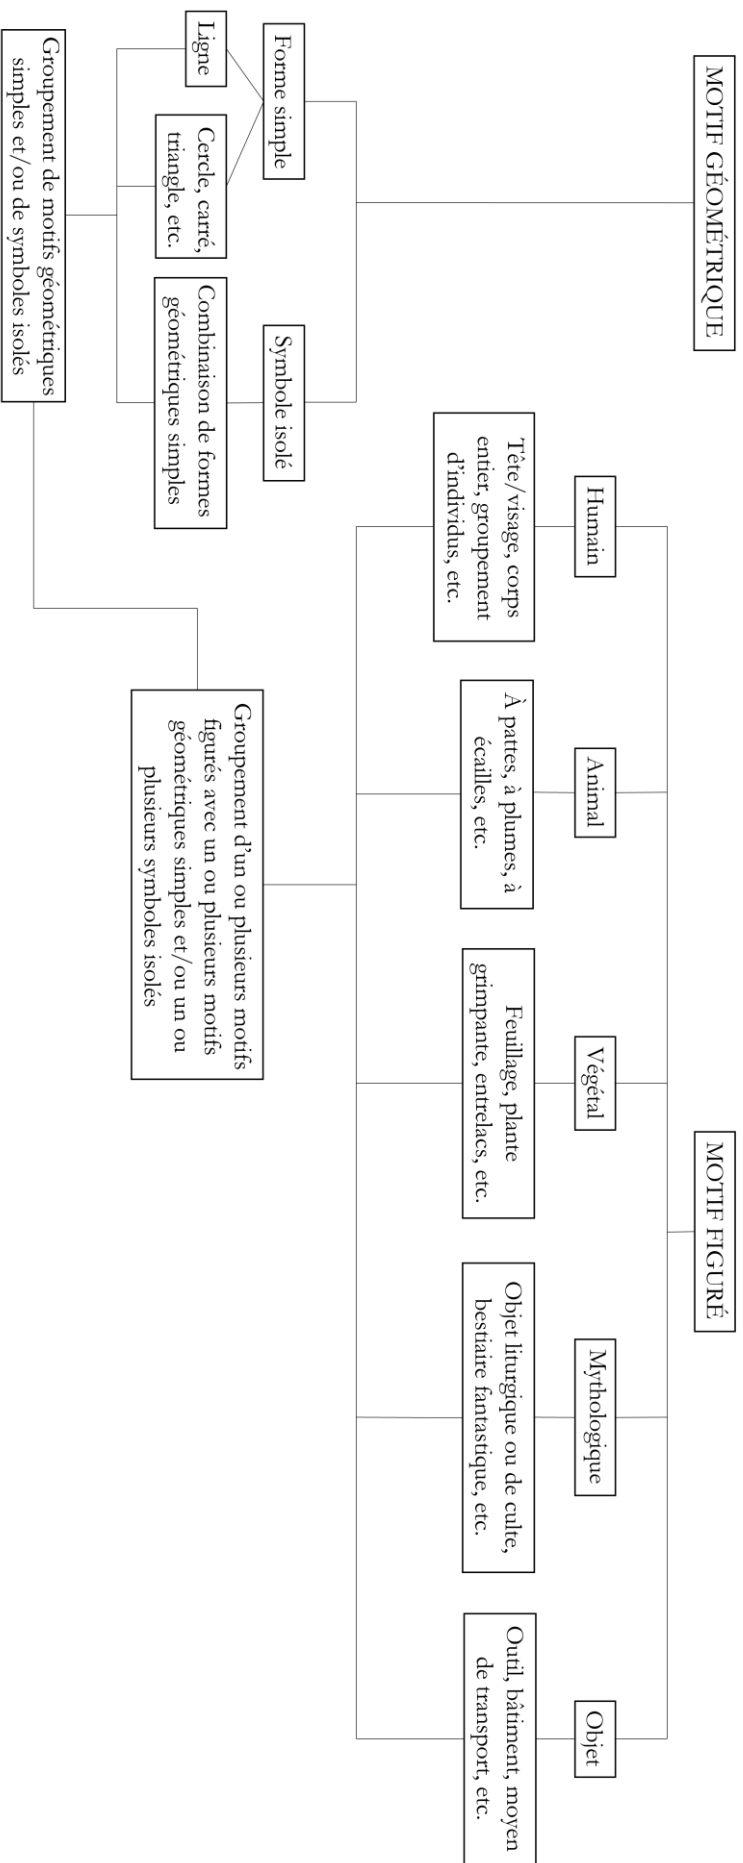 MOTIF GÉOMÉTRIQUE
Forme simple
Symbole isolé
Ligne
Cercle, carré,
triangle, etc.
Combinaison de formes
géométriques simples
Groupement de motifs géométriques
simples et/ou de symboles isolés
MOTIF FIGURÉ
Humain
Animal
Végétal
Mythologique
Objet
Tête/visage, corps
entier, groupement
d'individus, etc.
À pattes, à plumes, à
écailles, etc.
Feuillage, plante
grimpante, entrelacs, etc.
Objet liturgique ou de culte,
bestiaire fantastique, etc.
Outil, bâtiment, moyen
de transport, etc.
Groupement d'un ou plusieurs motifs
figurés avec un ou plusieurs motifs
géométriques simples et/ou un ou
plusieurs symboles isolés